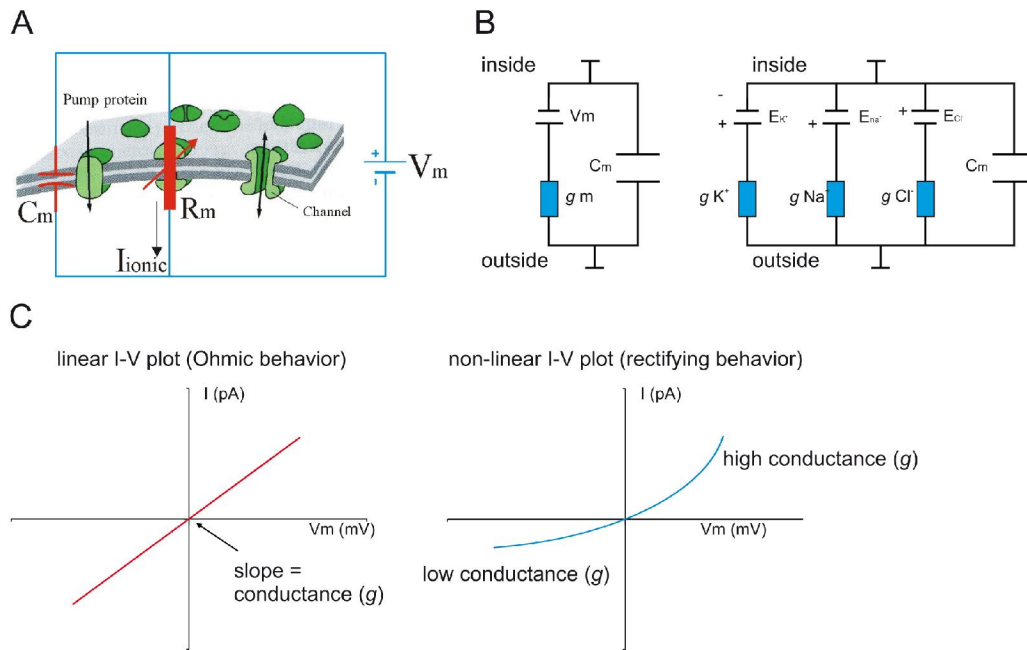 A
Pump protein
Cm
Rm
Iionic
Channel
+
-
Vm
B
inside
Vm
g m
Cm
outside
inside
-
+
EK-
+
Ena-
+
ECl
Cm
g K+
g Na+
g Cl-
outside
C
linear I-V plot (Ohmic behavior)
I (pA)
Vm (mV)
slope =
conductance (g)
non-linear I-V plot (rectifying behavior)
I (pA)
high conductance (g)
Vm (mV)
low conductance (g)